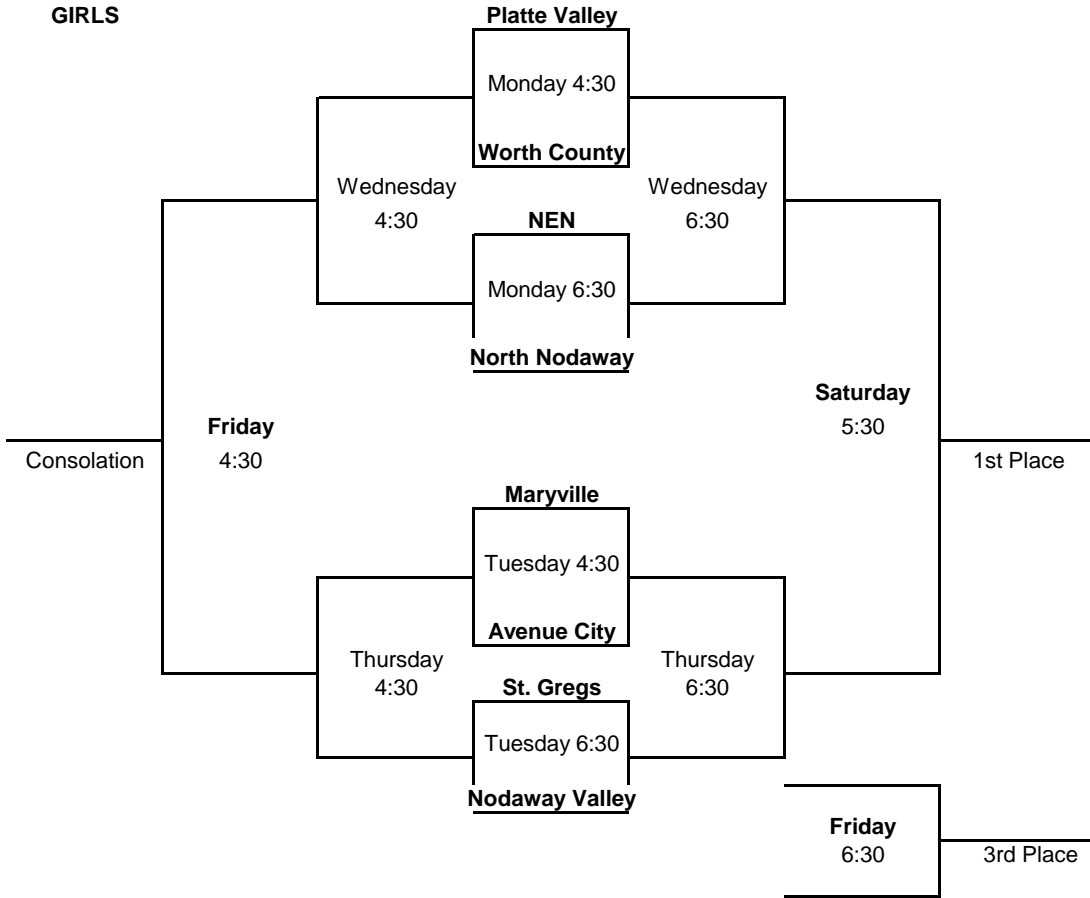 GIRLS
Platte Valley
Monday 4:30
Worth County
Wednesday
4:30
Wednesday
6:30
NEN
Monday 6:30
North Nodaway
Saturday
5:30
Friday
4:30
Consolation
1st Place
Maryville
Tuesday 4:30
Avenue City
Thursday
4:30
Thursday
6:30
St. Gregs
Tuesday 6:30
Nodaway Valley
Friday
6:30
3rd Place